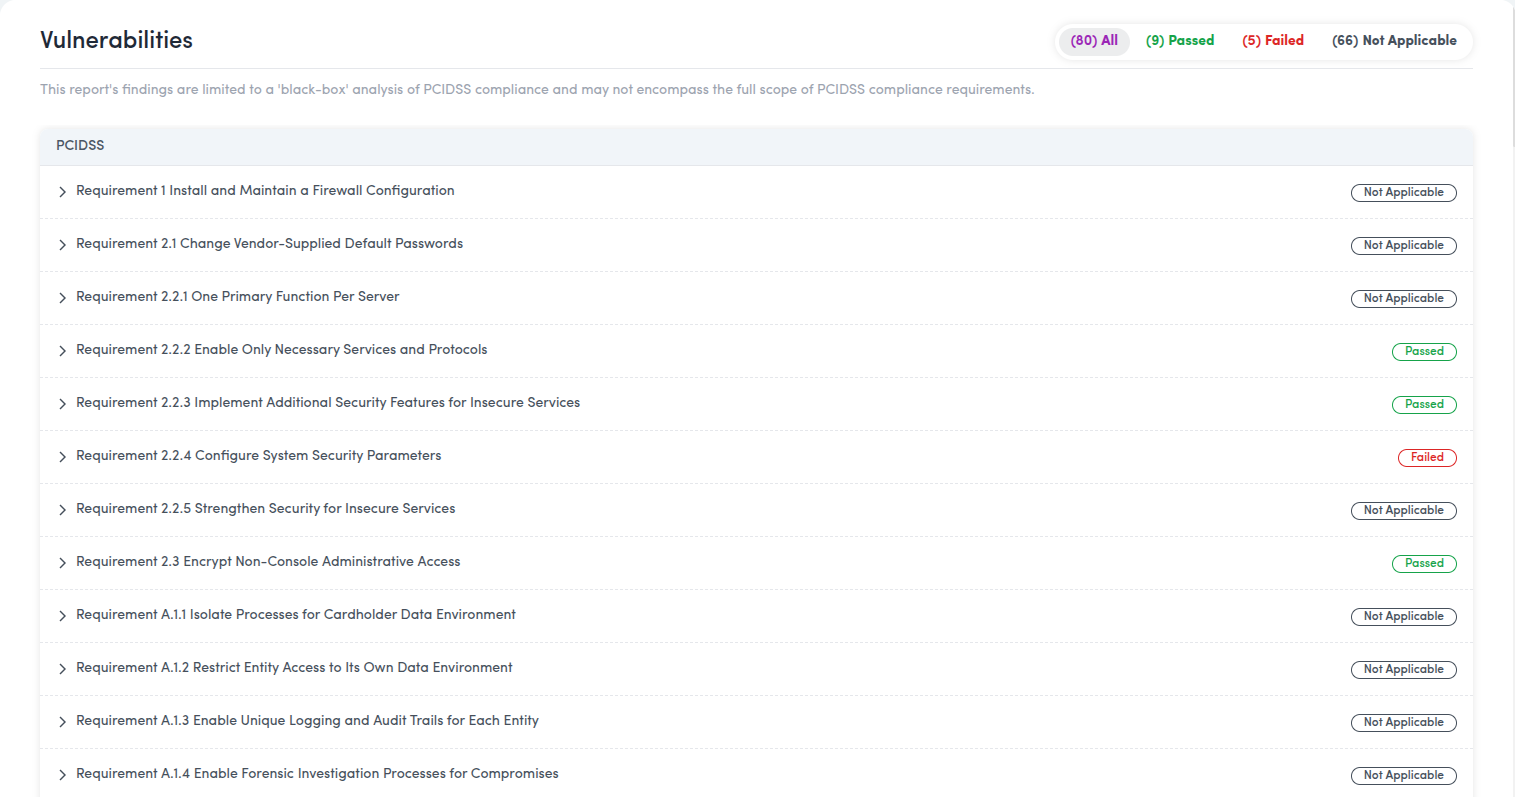 Vulnerabilities
(80) All (9) Passed (5) Failed (66) Not Applicable
This report's findings are limited to a 'black-box' analysis of PCIDSS compliance and may not encompass the full scope of PCIDSS compliance requirements.
PCIDSS
Requirement 1 Install and Maintain a Firewall Configuration Not Applicable
Requirement 2.1 Change Vendor-Supplied Default Passwords Not Applicable
Requirement 2.2.1 One Primary Function Per Server Not Applicable
Requirement 2.2.2 Enable Only Necessary Services and Protocols Passed
Requirement 2.2.3 Implement Additional Security Features for Insecure Services Passed
Requirement 2.2.4 Configure System Security Parameters Failed
Requirement 2.2.5 Strengthen Security for Insecure Services Not Applicable
Requirement 2.3 Encrypt Non-Console Administrative Access Passed
Requirement A.1.1 Isolate Processes for Cardholder Data Environment Not Applicable
Requirement A.1.2 Restrict Entity Access to Its Own Data Environment Not Applicable
Requirement A.1.3 Enable Unique Logging and Audit Trails for Each Entity Not Applicable
Requirement A.1.4 Enable Forensic Investigation Processes for Compromises Not Applicable